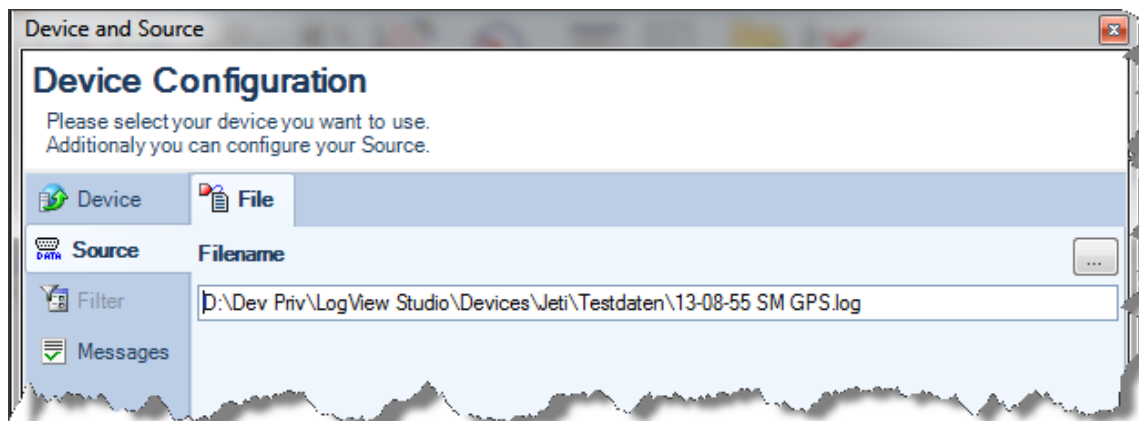 Device and Source
Device Configuration
Please select your device you want to use.
Additionaly you can configure your Source.
Device
File
DATA
Source
Filename
...
Filter
D:\Dev Priv\LogView Studio\Devices\Jeti\Testdaten\13-08-55 SM GPS.log
Messages